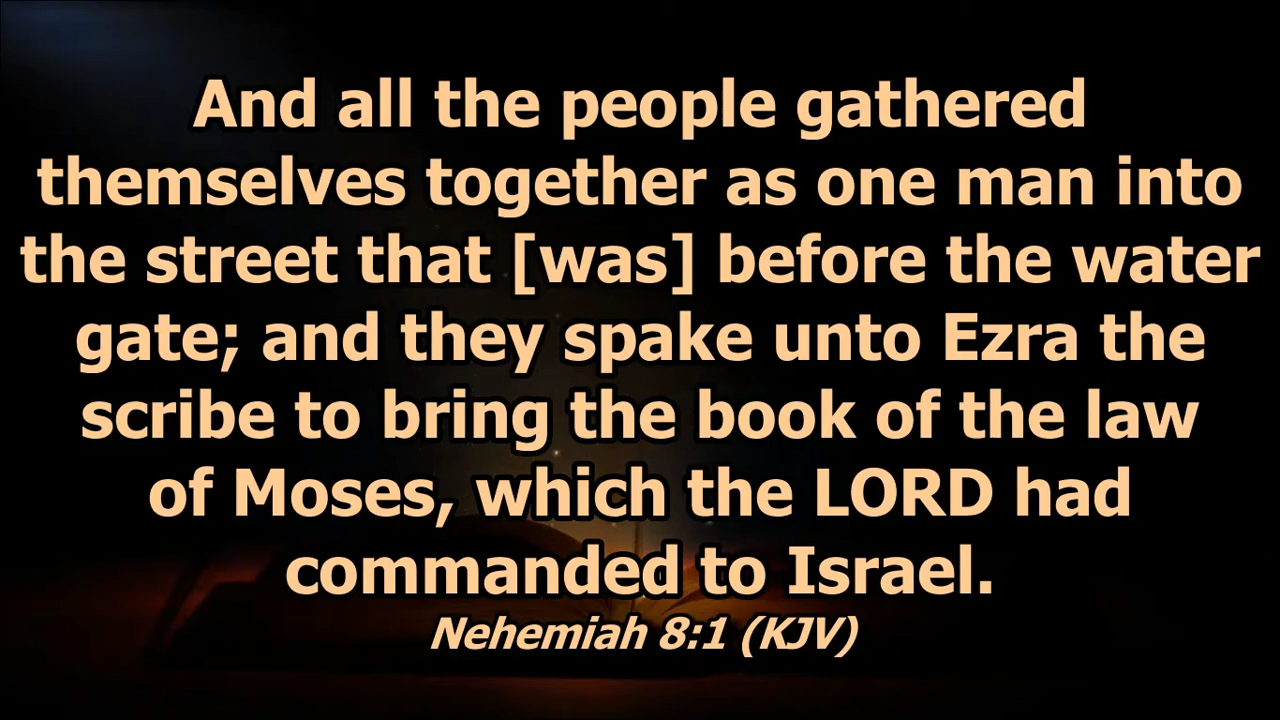 And all the people gathered
themselves together as one man into
the street that [was] before the water
gate; and they spake unto Ezra the
scribe to bring the book of the law
of Moses, which the LORD had
commanded to Israel.
Nehemiah 8:1 (KJV)